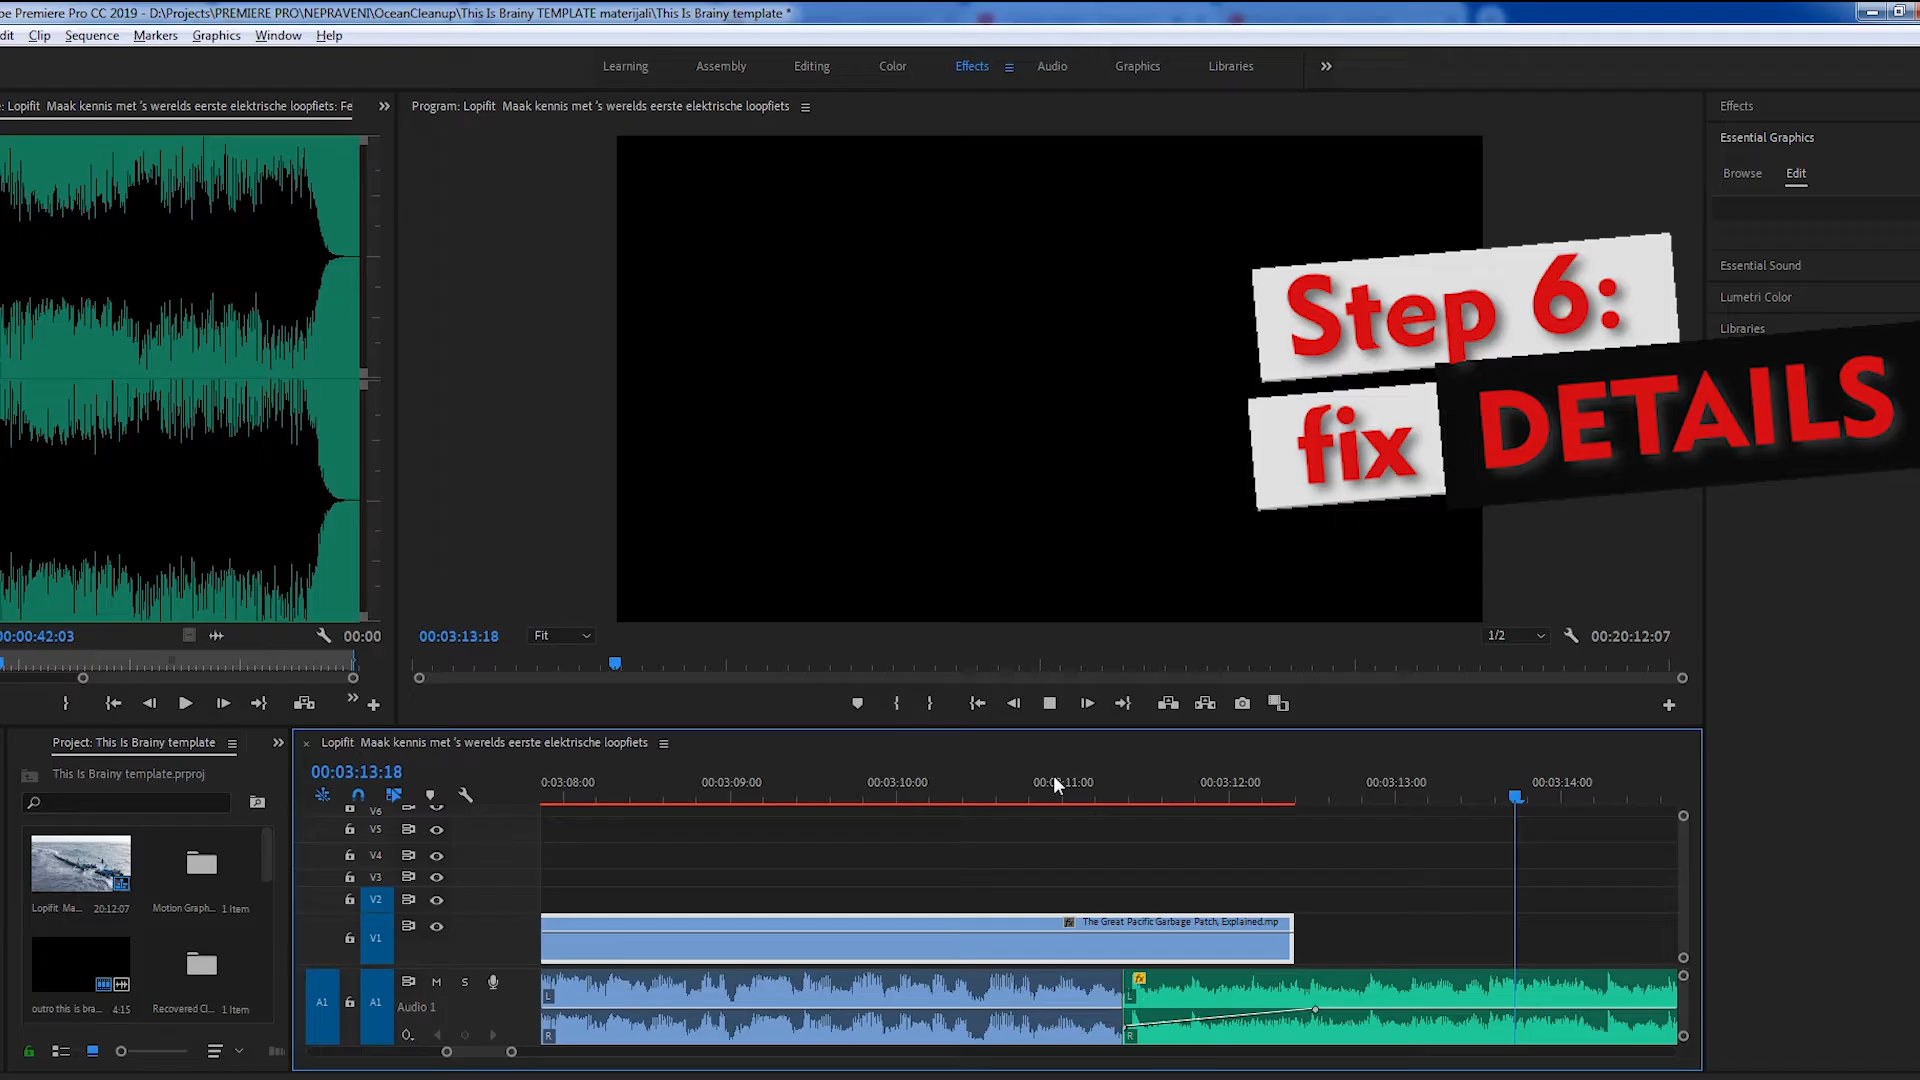 be Premiere Pro CC 2019 - D:\Projects\PREMIERE PRO\NEPRAVENI\OceanCleanup\This Is Brainy TEMPLATE materijali\This Is Brainy template *
dit Clip Sequence Markers Graphics Window Help
Learning Assembly Editing Color Effects Audio Graphics Libraries
: Lopifit Maak kennis met 's werelds eerste elektrische loopfiets: Fe
Program: Lopifit Maak kennis met 's werelds eerste elektrische loopfiets
Effects
Essential Graphics
Browse Edit
Essential Sound
Lumetri Color
Libraries
Step 6:
fix DETAILS
00:00:42:03
00:00
00:03:13:18
Fit
1/2
00:20:12:07
Project: This Is Brainy template
This Is Brainy template.prproj
Lopifit Ma... 20:12:07
Motion Graph... 1 Item
outro this is bra... 4:15
Recovered Cl... 1 Item
× Lopifit Maak kennis met 's werelds eerste elektrische loopfiets
00:03:13:18
0:03:08:00 00:03:09:00 00:03:10:00 00:03:11:00 00:03:12:00 00:03:13:00 00:03:14:00
V6
V5
V4
V3
V2
V1
fx The Great Pacific Garbage Patch, Explained.mp
A1 A1 M S
Audio 1
L
R
fx
L
R